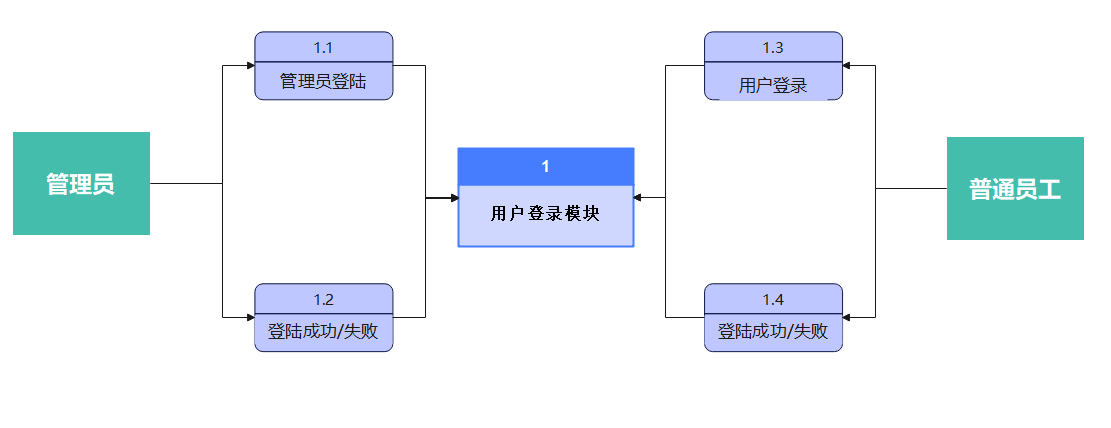 1.1
管理员登陆
1.3
用户登录
管理员
1
用户登录模块
普通员工
1.2
登陆成功/失败
1.4
登陆成功/失败